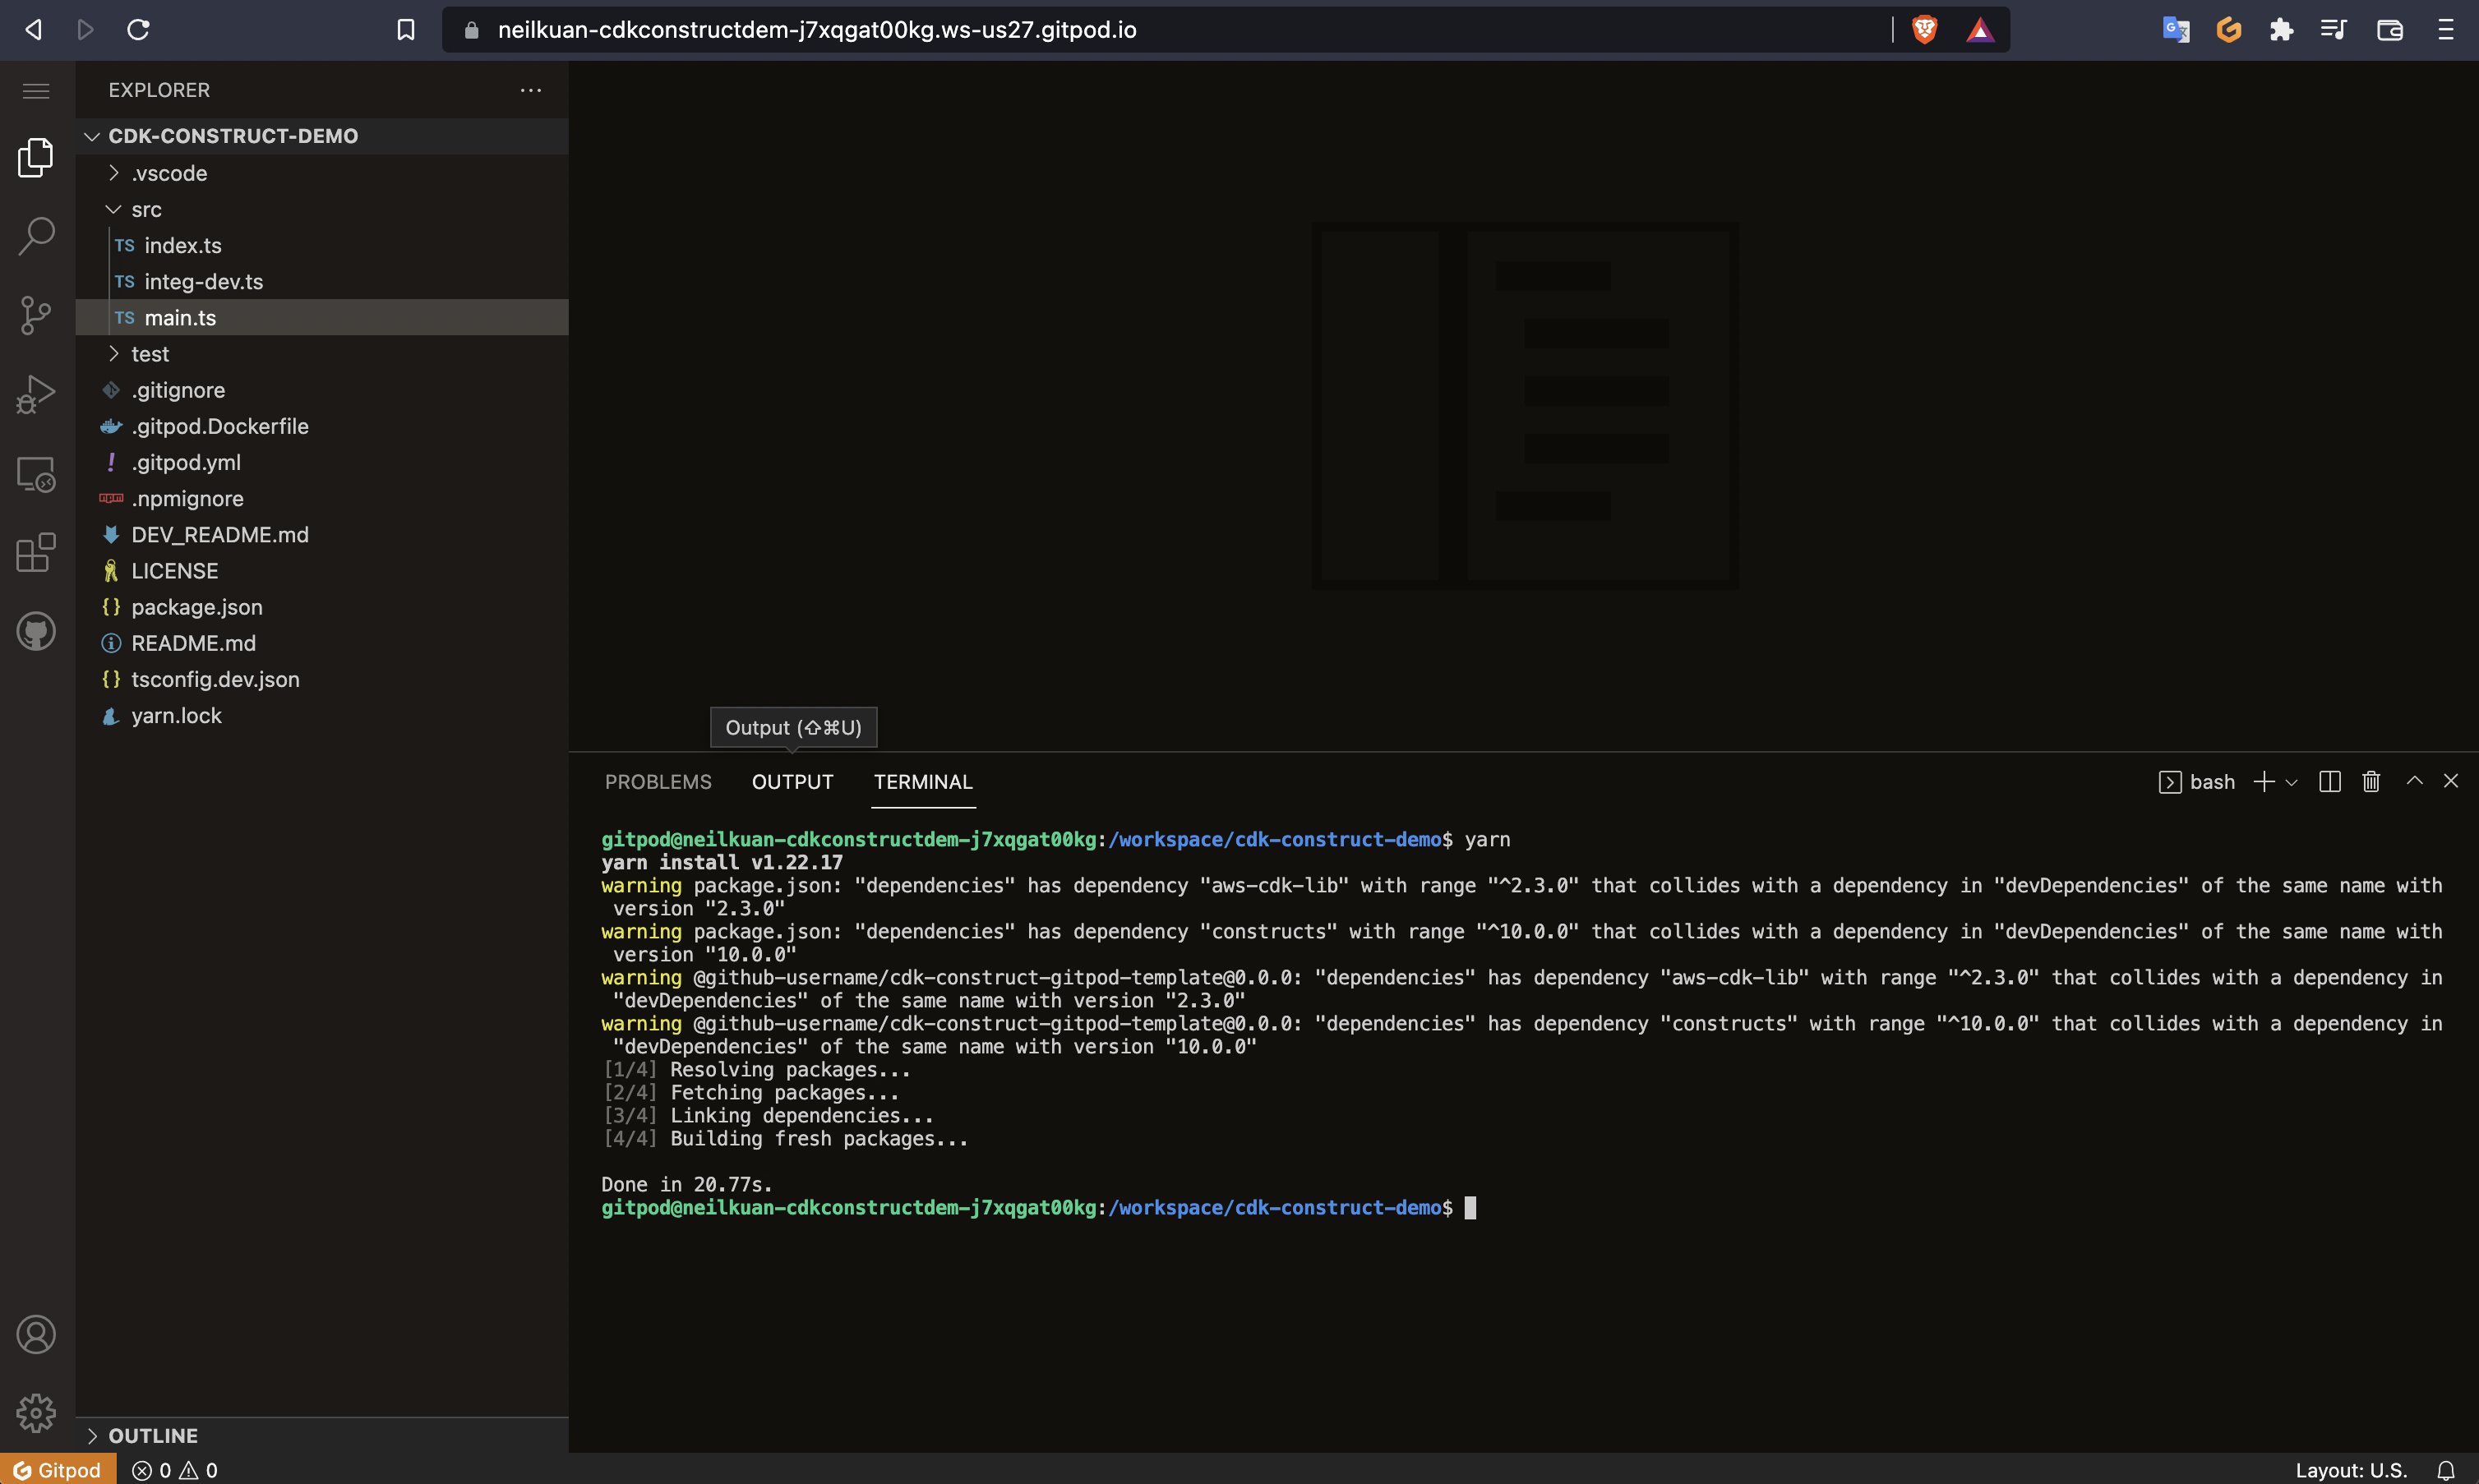 neilkuan-cdkconstructdem-j7xqgat00kg.ws-us27.gitpod.io
EXPLORER
CDK-CONSTRUCT-DEMO
.vscode
src
TS index.ts
TS integ-dev.ts
TS main.ts
test
.gitignore
.gitpod.Dockerfile
! .gitpod.yml
.npmignore
DEV_README.md
LICENSE
{} package.json
README.md
{} tsconfig.dev.json
yarn.lock
OUTLINE
Output (⇧⌘U)
PROBLEMS OUTPUT TERMINAL
bash
gitpod@neilkuan-cdkconstructdem-j7xqgat00kg:/workspace/cdk-construct-demo$ yarn
yarn install v1.22.17
warning package.json: "dependencies" has dependency "aws-cdk-lib" with range "^2.3.0" that collides with a dependency in "devDependencies" of the same name with
version "2.3.0"
warning package.json: "dependencies" has dependency "constructs" with range "^10.0.0" that collides with a dependency in "devDependencies" of the same name with
version "10.0.0"
warning @github-username/cdk-construct-gitpod-template@0.0.0: "dependencies" has dependency "aws-cdk-lib" with range "^2.3.0" that collides with a dependency in
"devDependencies" of the same name with version "2.3.0"
warning @github-username/cdk-construct-gitpod-template@0.0.0: "dependencies" has dependency "constructs" with range "^10.0.0" that collides with a dependency in
"devDependencies" of the same name with version "10.0.0"
[1/4] Resolving packages...
[2/4] Fetching packages...
[3/4] Linking dependencies...
[4/4] Building fresh packages...
Done in 20.77s.
gitpod@neilkuan-cdkconstructdem-j7xqgat00kg:/workspace/cdk-construct-demo$
Gitpod 0 0
Layout: U.S.